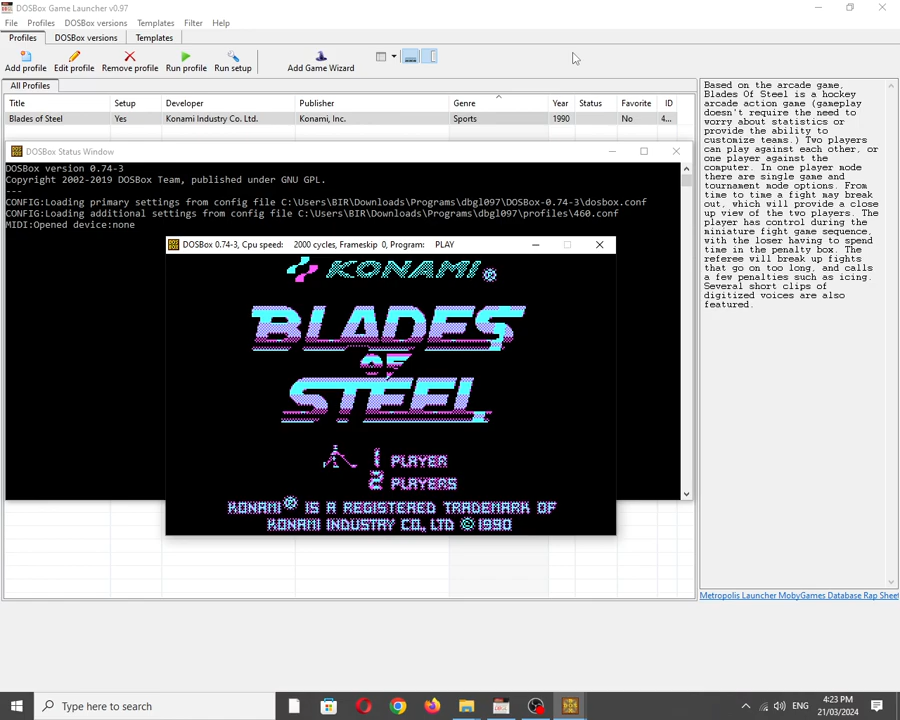 DOSBox Game Launcher v0.97
File Profiles DOSBox versions Templates Filter Help
Profiles DOSBox versions Templates
Add profile Edit profile Remove profile Run profile Run setup Add Game Wizard
All Profiles
Title Setup Developer Publisher Genre Year Status Favorite ID
Blades of Steel Yes Konami Industry Co. Ltd. Konami, Inc. Sports 1990 No 4...
DOSBox Status Window
DOSBox version 0.74-3
Copyright 2002-2019 DOSBox Team, published under GNU GPL.
---
CONFIG:Loading primary settings from config file C:\Users\BIR\Downloads\Programs\dbgl097\DOSBox-0.74-3\dosbox.conf
CONFIG:Loading additional settings from config file C:\Users\BIR\Downloads\Programs\dbgl097\profiles\460.conf
MIDI:Opened device:none
DOSBox 0.74-3, Cpu speed: 2000 cycles, Frameskip 0, Program: PLAY
KONAMI®
BLADES
OF
STEEL
1 PLAYER
2 PLAYERS
KONAMI® IS A REGISTERED TRADEMARK OF
KONAMI INDUSTRY CO., LTD ©1990
Based on the arcade game,
Blades Of Steel is a hockey
arcade action game (gameplay
doesn't require the need to
worry about statistics or
provide the ability to
customize teams.) Two players
can play against each other, or
one player against the
computer. In one player mode
there are single game and
tournament mode options. From
time to time a fight may break
out, which will provide a close
up view of the two players. The
player has control during the
miniature fight game sequence,
with the loser having to spend
time in the penalty box. The
referee will break up fights
that go on too long, and calls
a few penalties such as icing.
Several short clips of
digitized voices are also
featured.
Metropolis Launcher MobyGames Database Rap Sheet
Type here to search
4:23 PM
21/03/2024